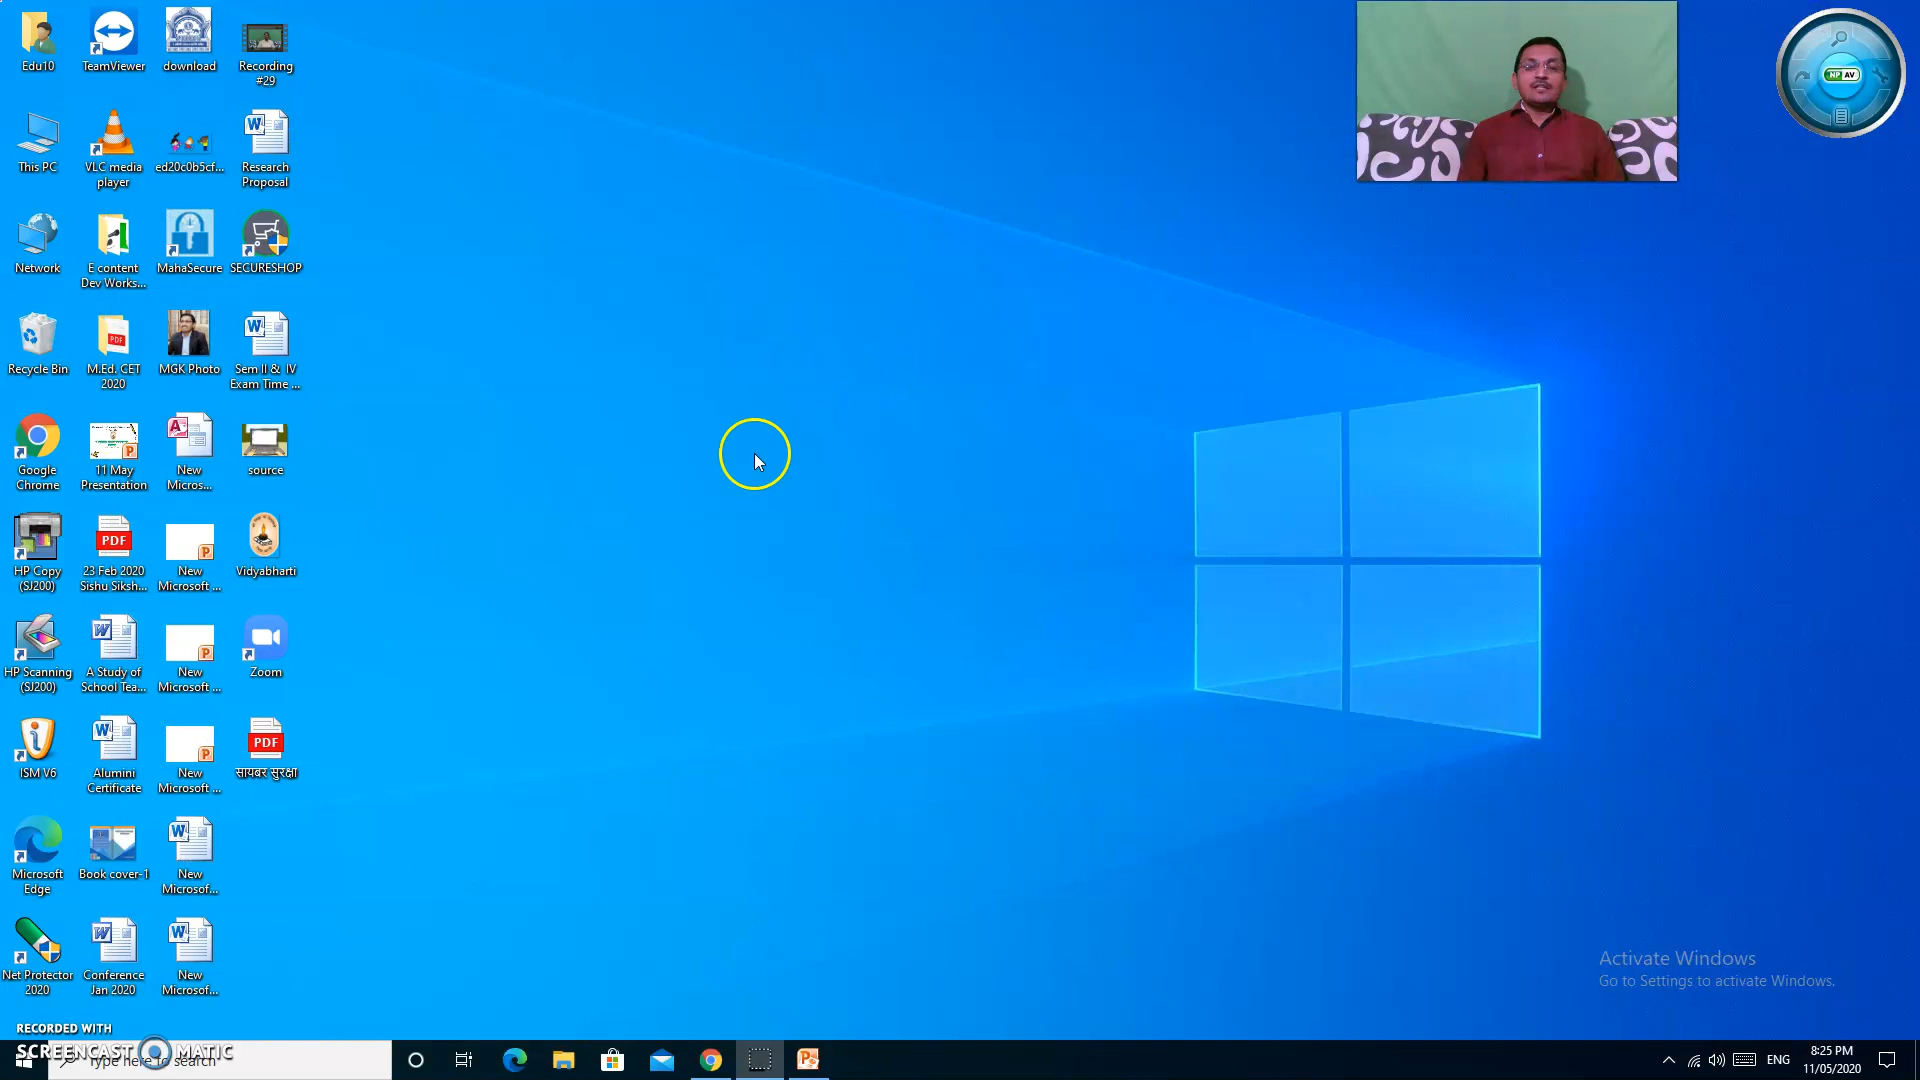 Edu10
TeamViewer
download
Recording
#29
This PC
VLC media
player
ed20c0b5cf...
Research
Proposal
Network
E content
Dev Works...
MahaSecure
SECURESHOP
Recycle Bin
M.Ed. CET
2020
MGK Photo
Sem II & IV
Exam Time ...
Google
Chrome
11 May
Presentation
New
Micros...
source
HP Copy
(SJ200)
23 Feb 2020
Sishu Siksh...
New
Microsoft ...
Vidyabharti
HP Scanning
(SJ200)
A Study of
School Tea...
New
Microsoft ...
Zoom
ISM V6
Alumini
Certificate
New
Microsoft ...
सायबर सुरक्षा
Microsoft
Edge
Book cover-1
New
Microsof...
Net Protector
2020
Conference
Jan 2020
New
Microsof...
PDF
PDF
PDF
NP AV
Activate Windows
Go to Settings to activate Windows.
RECORDED WITH
SCREENCAST MATIC
Type here to search
ENG
8:25 PM
11/05/2020